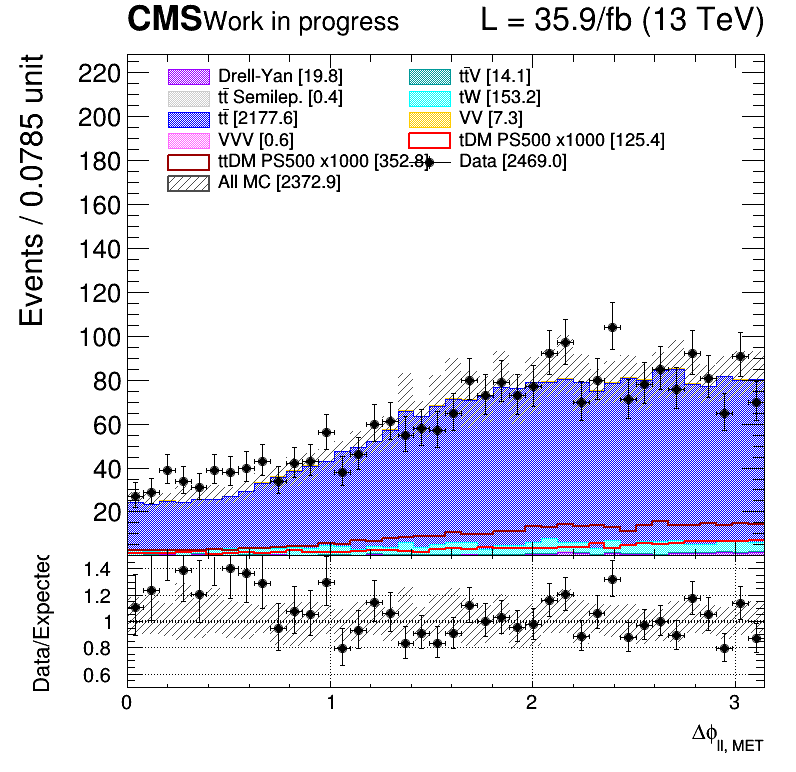 CMS Work in progress L = 35.9/fb (13 TeV)
Events / 0.0785 unit
220
200
180
160
140
120
100
80
60
40
20
Drell-Yan [19.8] tt̄V [14.1]
tt̄ Semilep. [0.4] tW [153.2]
tt̄ [2177.6] VV [7.3]
VVV [0.6] tDM PS500 x1000 [125.4]
ttDM PS500 x1000 [352.8] Data [2469.0]
All MC [2372.9]
Data/Expected
1.4
1.2
1
0.8
0.6
0 1 2 3
Δϕ ll, MET